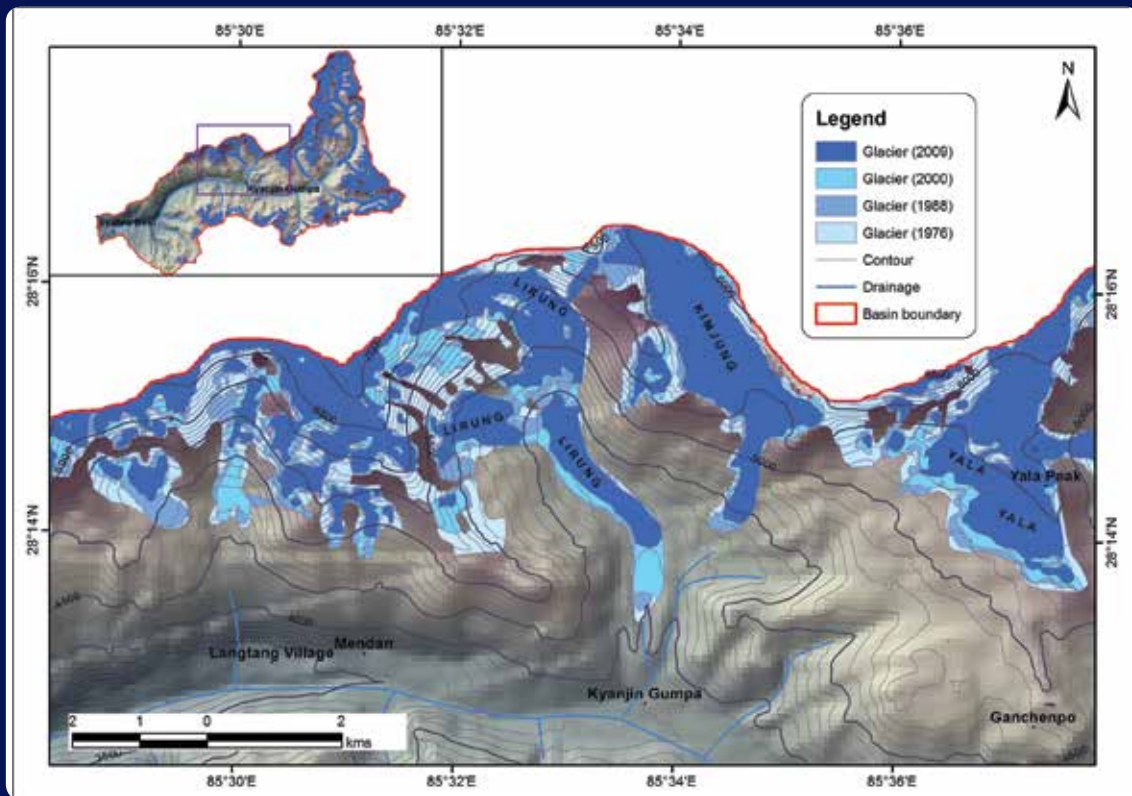 85°30'E 85°32'E 85°34'E 85°36'E
N
Legend
Glacier (2009)
Glacier (2000)
Glacier (1988)
Glacier (1976)
Contour
Drainage
Basin boundary
Kyanjin Gumpa
28°16'N
28°16'N
LIRUNG
KIMJUNG
LIRUNG
LIRUNG
YALA
Yala Peak
YALA
28°14'N
28°14'N
5000
5000
4000
Mendan
Langtang Village
Kyanjin Gumpa
Ganchenpo
2 1 0 2
kms
85°30'E 85°32'E 85°34'E 85°36'E